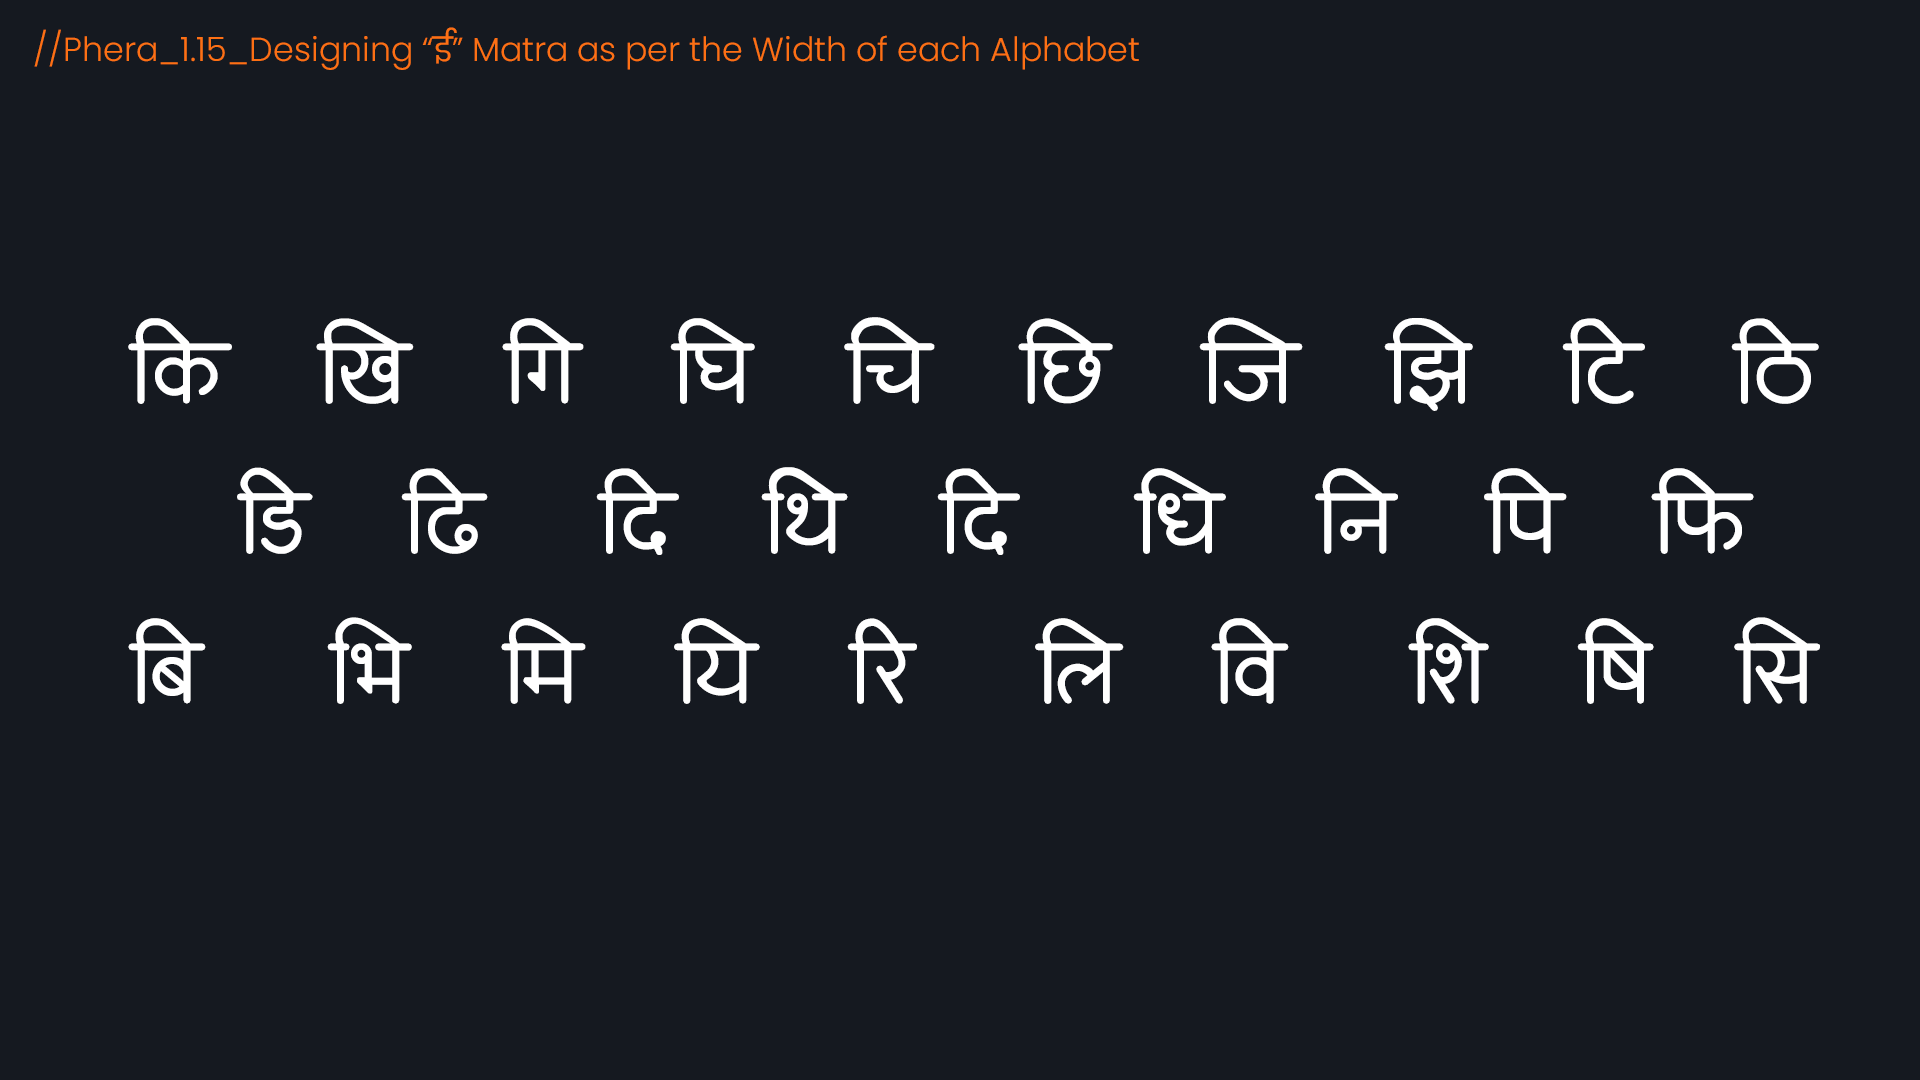 //Phera_1.15_Designing “ई” Matra as per the Width of each Alphabet
कि खि गि घि चि छि जि झि टि ठि
डि ढि दि थि दि धि नि पि फि
बि भि मि यि रि लि वि शि षि सि